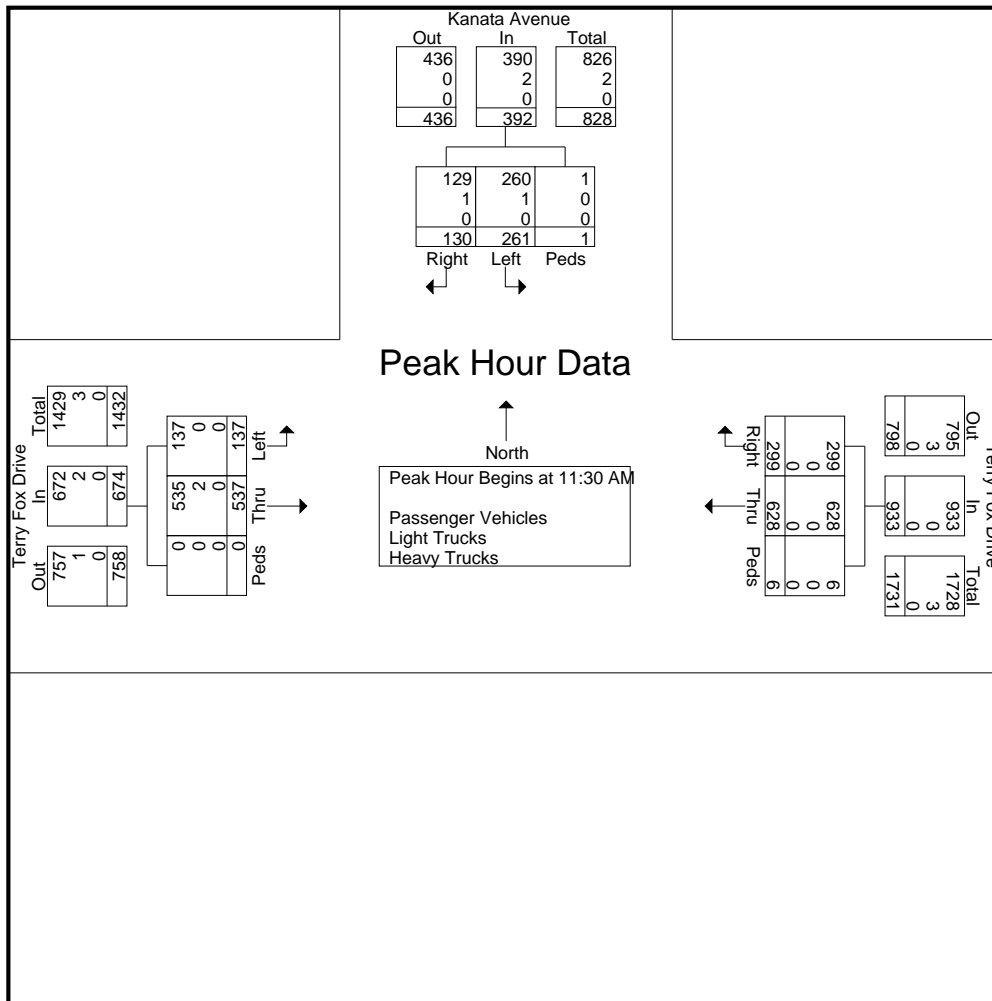 Kanata Avenue
Out In Total
436 390 826
0 2 2
0 0 0
436 392 828
129 260 1
1 1 0
0 0 0
130 261 1
Right Left Peds
Peak Hour Data
North
Peak Hour Begins at 11:30 AM
Passenger Vehicles
Light Trucks
Heavy Trucks
Terry Fox Drive
Out In Total
757 672 1429
1 2 3
0 0 0
758 674 1432
Peds Thru Left
0 535 137
0 2 0
0 0 0
0 537 137
Terry Fox Drive
Out In Total
795 933 1728
3 0 3
0 0 0
798 933 1731
299 628 6
0 0 0
0 0 0
299 628 6
Right Thru Peds